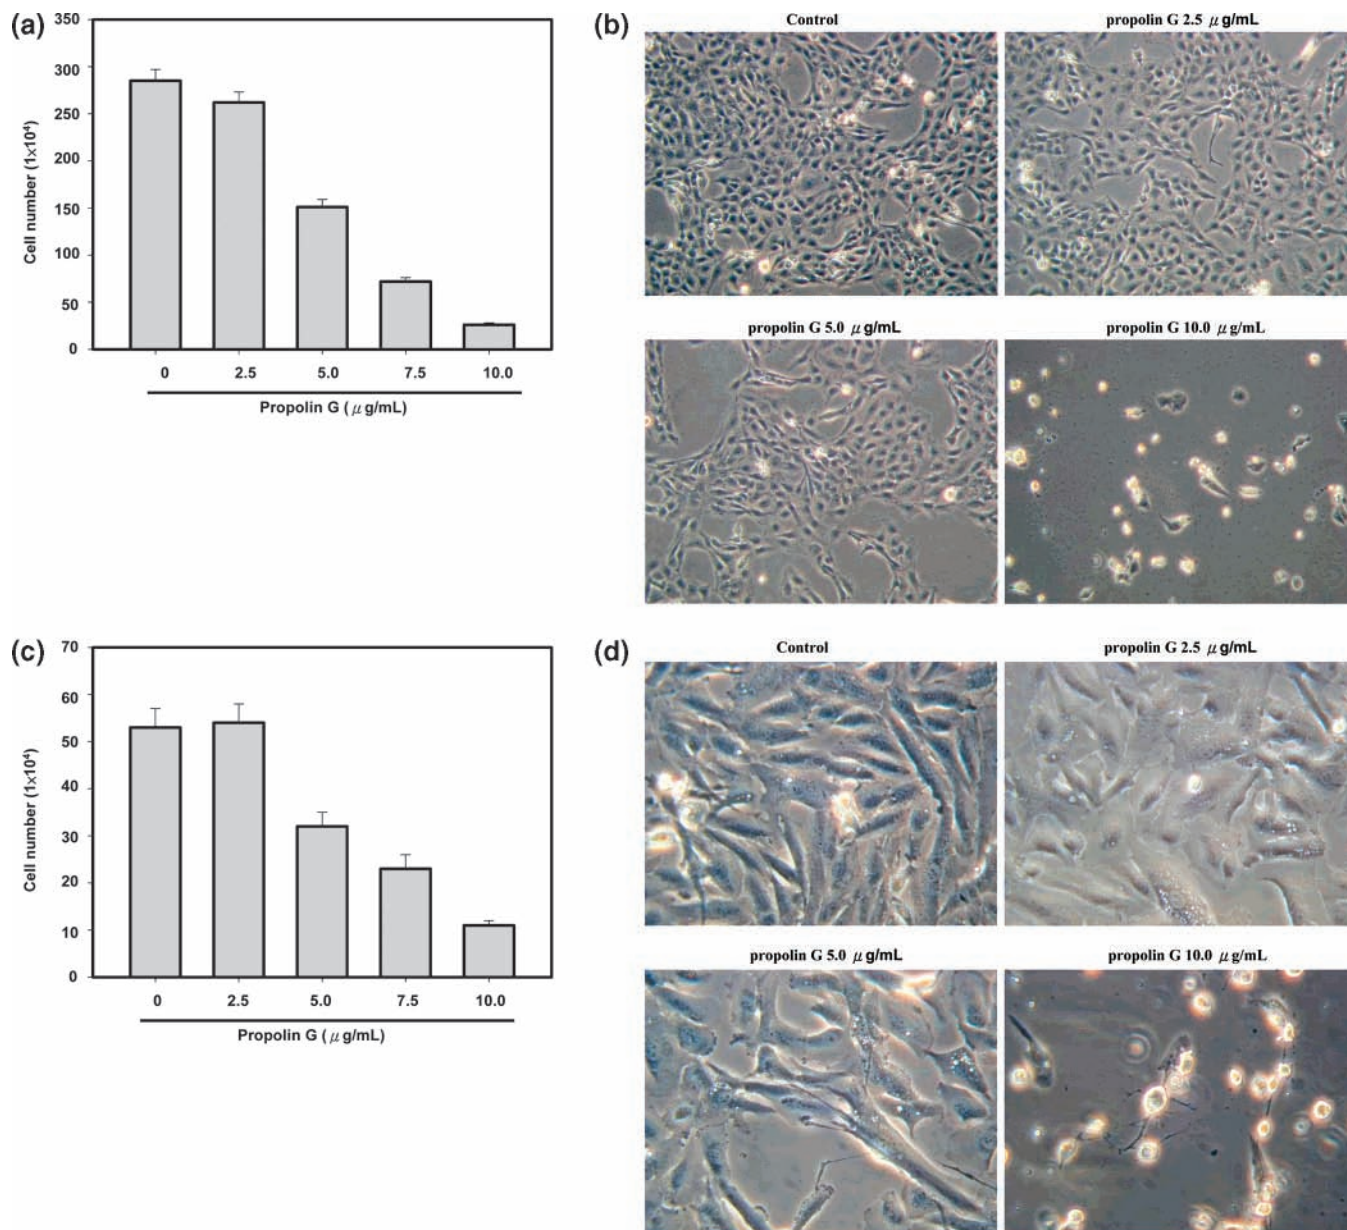 (a)
350
300
250
200
150
100
50
0
Cell number (1×10⁴)
0 2.5 5.0 7.5 10.0
Propolin G ( μg/mL)
(b)
Control
propolin G 2.5 μg/mL
propolin G 5.0 μg/mL
propolin G 10.0 μg/mL
(c)
70
60
50
40
30
20
10
0
Cell number (1×10⁴)
0 2.5 5.0 7.5 10.0
Propolin G ( μg/mL)
(d)
Control
propolin G 2.5 μg/mL
propolin G 5.0 μg/mL
propolin G 10.0 μg/mL